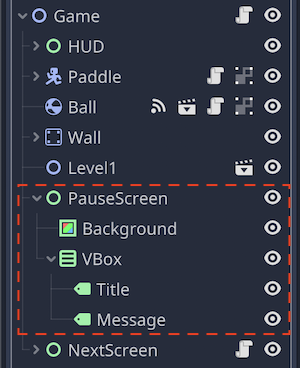 Game
HUD
Paddle
Ball
Wall
Level1
PauseScreen
Background
VBox
Title
Message
NextScreen